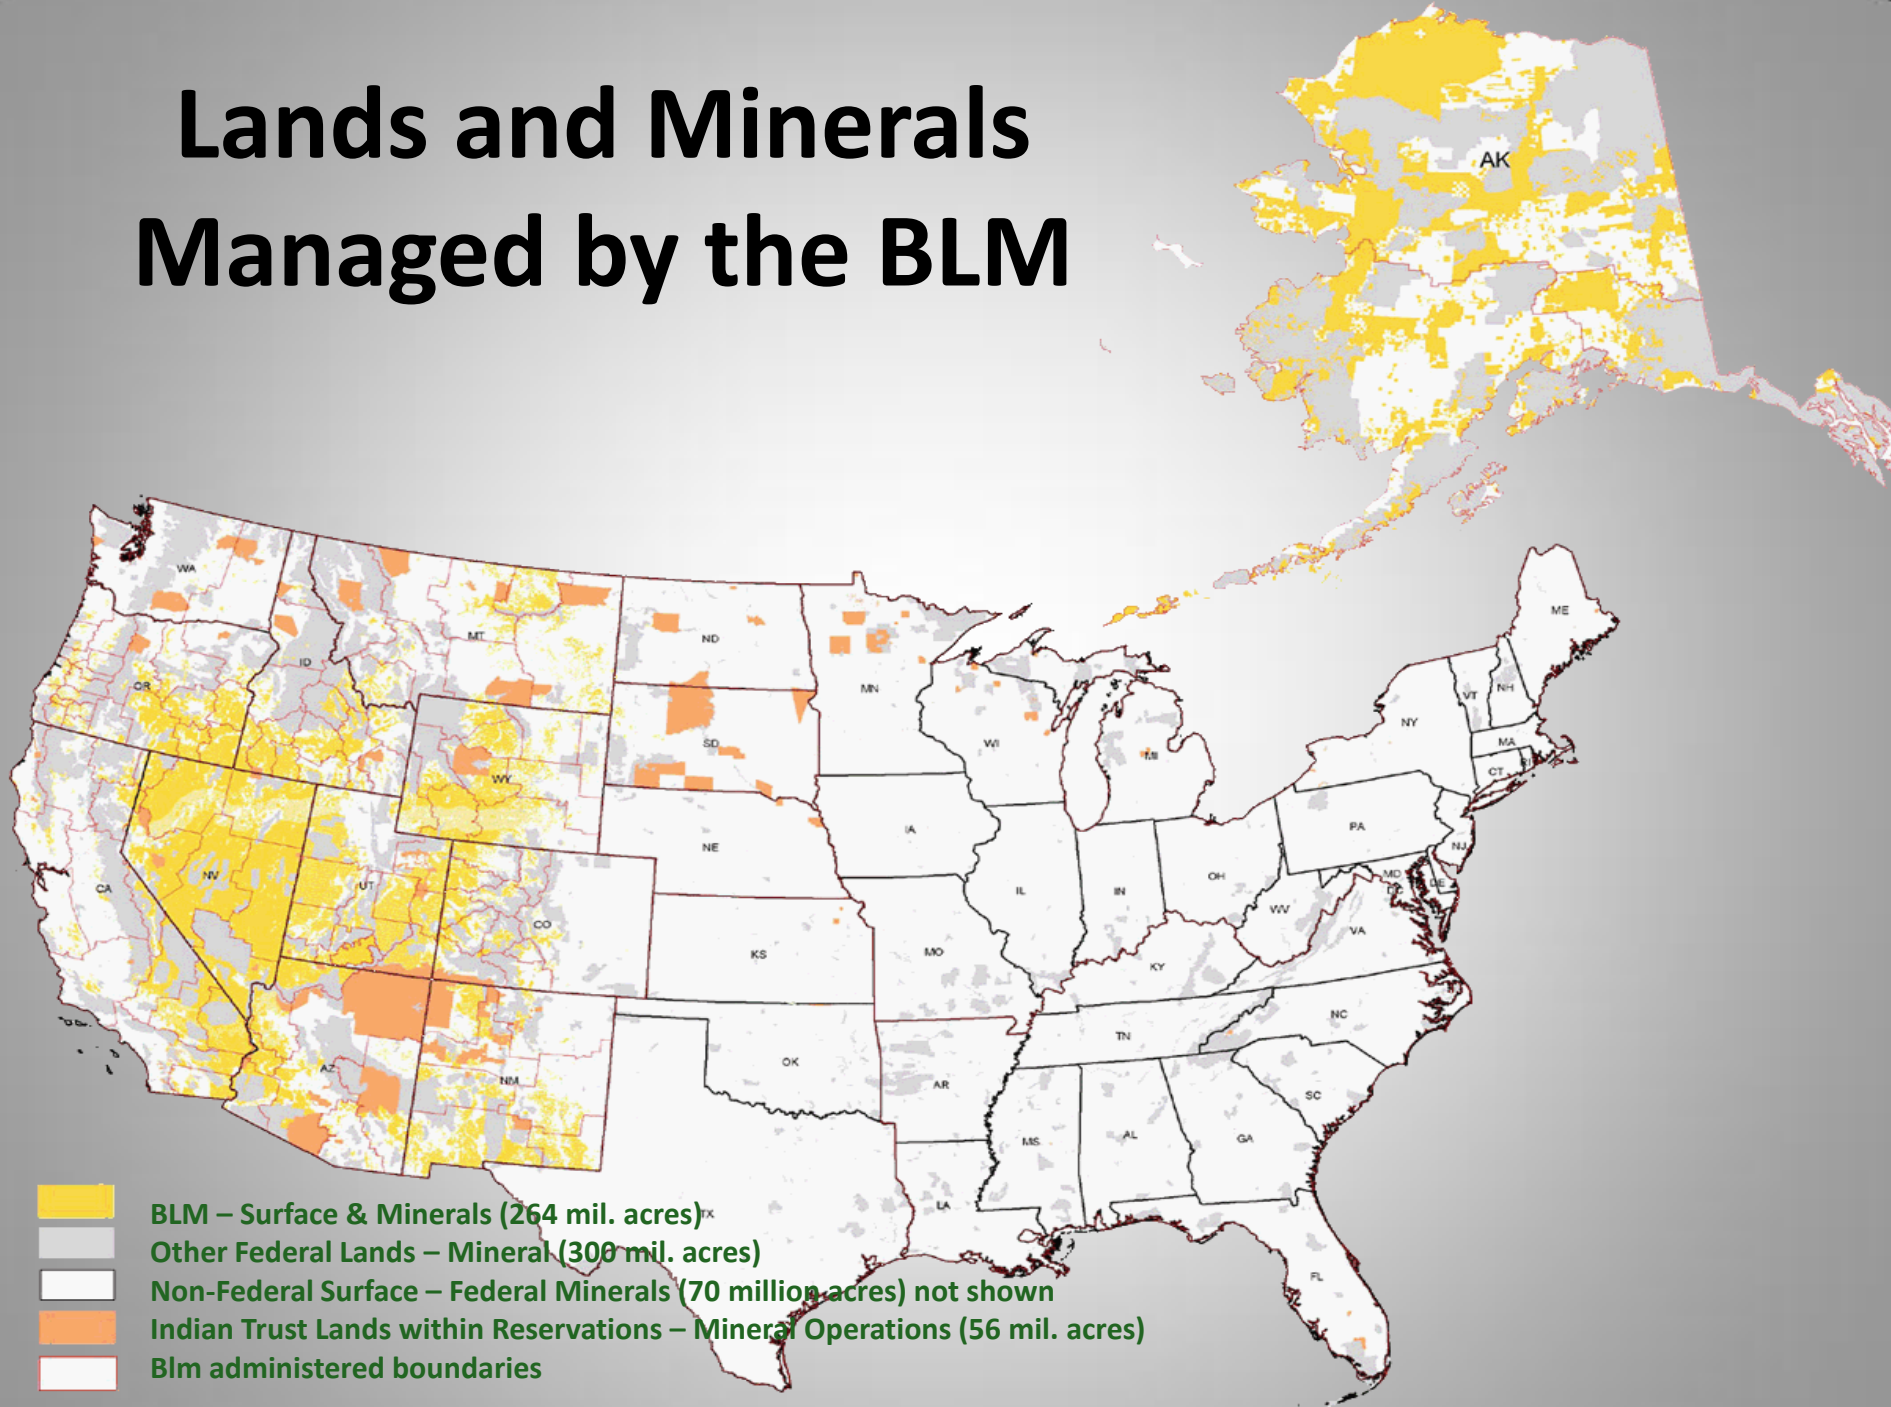 Lands and Minerals
Managed by the BLM
AK
WA
MT
ND
MN
ME
OR
ID
WY
SD
WI
MI
NY
VT
NH
MA
CT
RI
NV
UT
CA
CO
NE
IA
IL
IN
OH
PA
NJ
MD
DE
DC
WV
VA
KS
MO
KY
AZ
NM
OK
AR
TN
NC
SC
MS
AL
GA
TX
LA
FL
BLM – Surface & Minerals (264 mil. acres)
Other Federal Lands – Mineral (300 mil. acres)
Non-Federal Surface – Federal Minerals (70 million acres) not shown
Indian Trust Lands within Reservations – Mineral Operations (56 mil. acres)
Blm administered boundaries